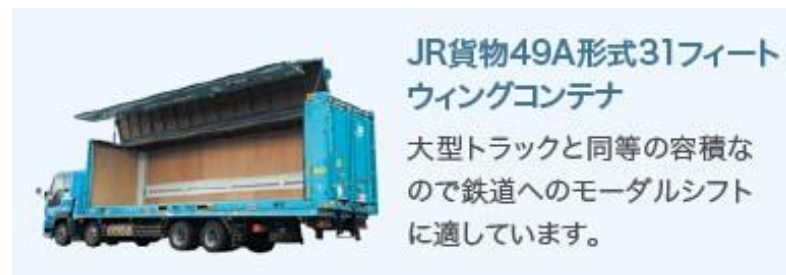 JR貨物49A形式31フィート
ウィングコンテナ
大型トラックと同等の容積な
ので鉄道へのモーダルシフト
に適しています。